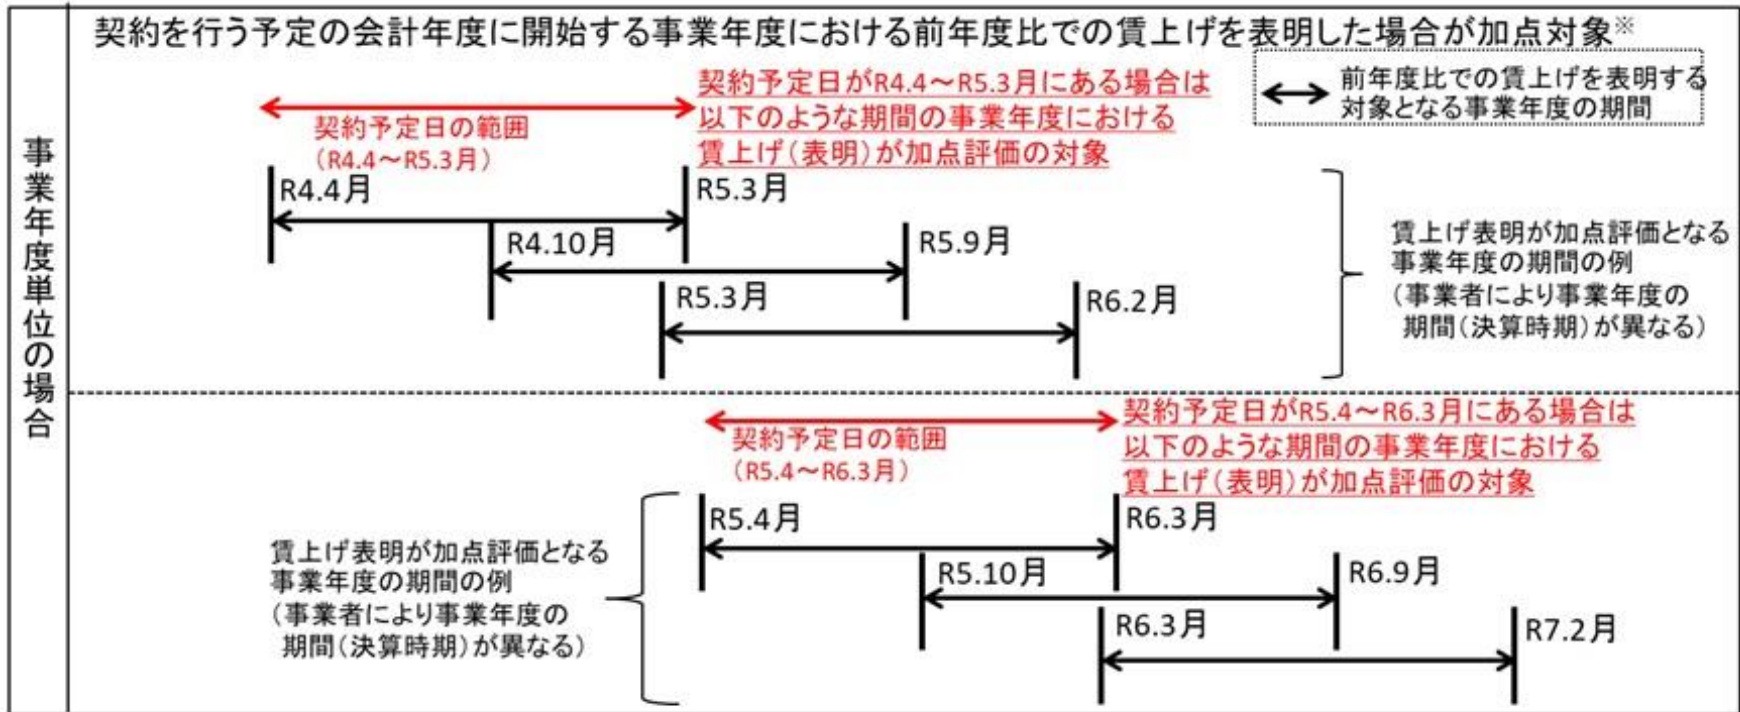 契約を行う予定の会計年度に開始する事業年度における前年度比での賃上げを表明した場合が加点対象※
前年度比での賃上げを表明する
対象となる事業年度の期間
事業年度単位の場合
契約予定日の範囲
(R4.4～R5.3月)
契約予定日がR4.4～R5.3月にある場合は
以下のような期間の事業年度における
賃上げ(表明)が加点評価の対象
R4.4月
R5.3月
R4.10月
R5.9月
R5.3月
R6.2月
賃上げ表明が加点評価となる
事業年度の期間の例
(事業者により事業年度の
期間(決算時期)が異なる)
契約予定日の範囲
(R5.4～R6.3月)
契約予定日がR5.4～R6.3月にある場合は
以下のような期間の事業年度における
賃上げ(表明)が加点評価の対象
R5.4月
R6.3月
R5.10月
R6.9月
R6.3月
R7.2月
賃上げ表明が加点評価となる
事業年度の期間の例
(事業者により事業年度の
期間(決算時期)が異なる)